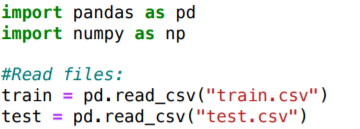 import pandas as pd
import numpy as np
#Read files:
train = pd.read_csv("train.csv")
test = pd.read_csv("test.csv")